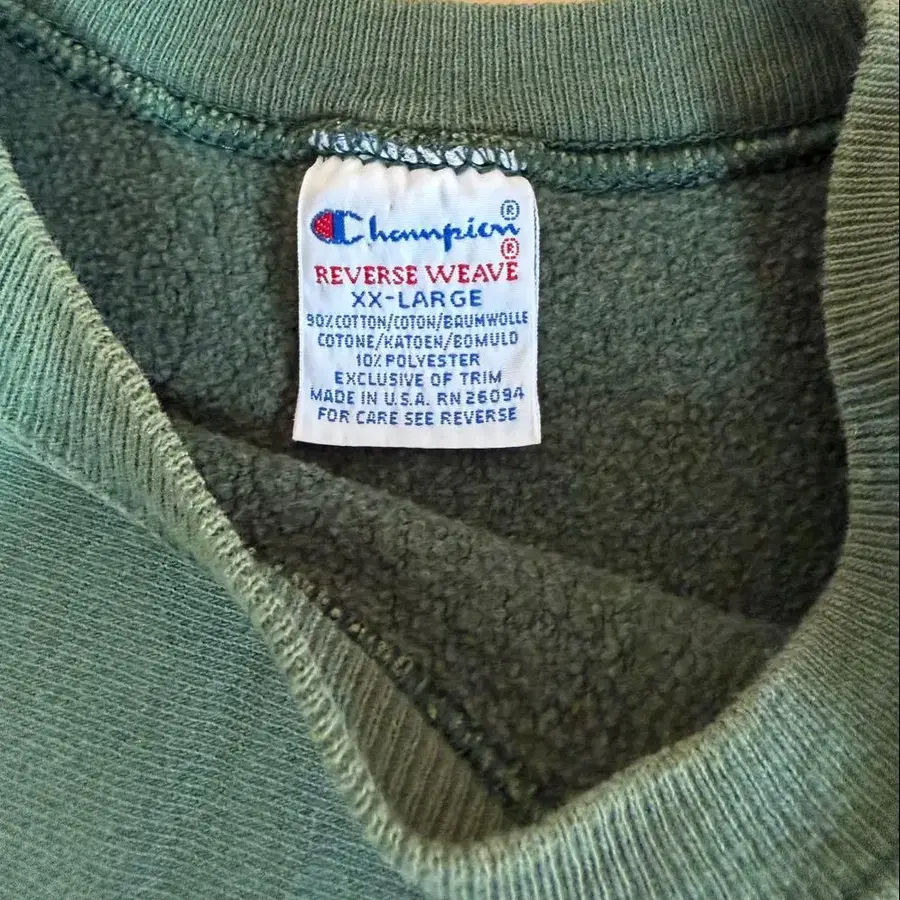 Champion®
REVERSE WEAVE®
XX-LARGE
90% COTTON/COTON/BAUMWOLLE
COTONE/KATOEN/BOMULD
10% POLYESTER
EXCLUSIVE OF TRIM
MADE IN U.S.A. RN 26094
FOR CARE SEE REVERSE